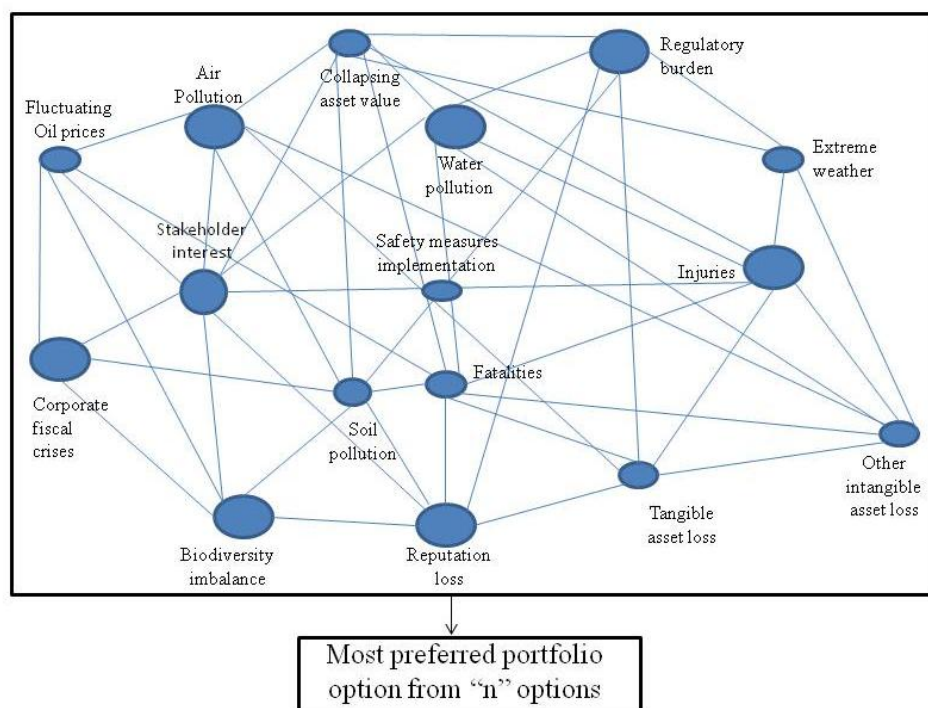 Regulatory
burden
Collapsing
asset value
Air
Pollution
Fluctuating
Oil prices
Water
pollution
Extreme
weather
Stakeholder
interest
Safety measures
implementation
Injuries
Fatalities
Corporate
fiscal
crises
Soil
pollution
Other
intangible
asset loss
Tangible
asset loss
Biodiversity
imbalance
Reputation
loss
Most preferred portfolio
option from “n” options